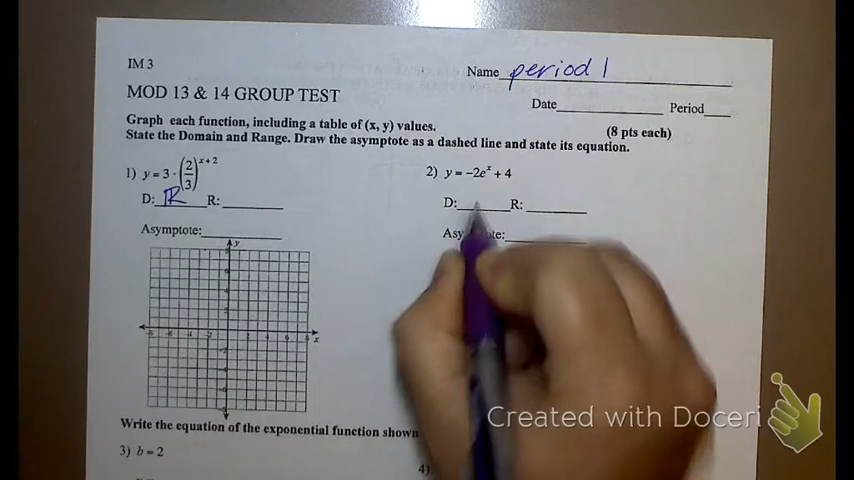 IM 3
Name period 1
MOD 13 & 14 GROUP TEST
Date Period
Graph each function, including a table of (x, y) values. (8 pts each)
State the Domain and Range. Draw the asymptote as a dashed line and state its equation.
1) y = 3 · (2/3)^(x + 2)
2) y = −2e^x + 4
D: ℝ R:
D: R:
Asymptote:
y
x
Write the equation of the exponential function shown
3) b = 2
4)
Created with Doceri